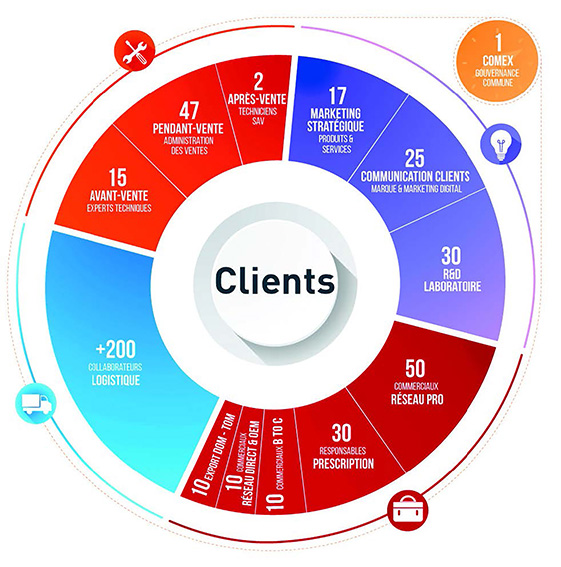 1
COMEX
GOUVERNANCE
COMMUNE
2
APRÈS-VENTE
TECHNICIENS
SAV
47
PENDANT-VENTE
ADMINISTRATION
DES VENTES
15
AVANT-VENTE
EXPERTS TECHNIQUES
17
MARKETING
STRATÉGIQUE
PRODUITS &
SERVICES
25
COMMUNICATION CLIENTS
MARQUE & MARKETING DIGITAL
30
R&D
LABORATOIRE
Clients
50
COMMERCIAUX
RÉSEAU PRO
30
RESPONSABLES
PRESCRIPTION
10 COMMERCIAUX B TO C
10 COMMERCIAUX
RÉSEAU DIRECT & OEM
10 EXPORT DOM - TOM
+200
COLLABORATEURS
LOGISTIQUE